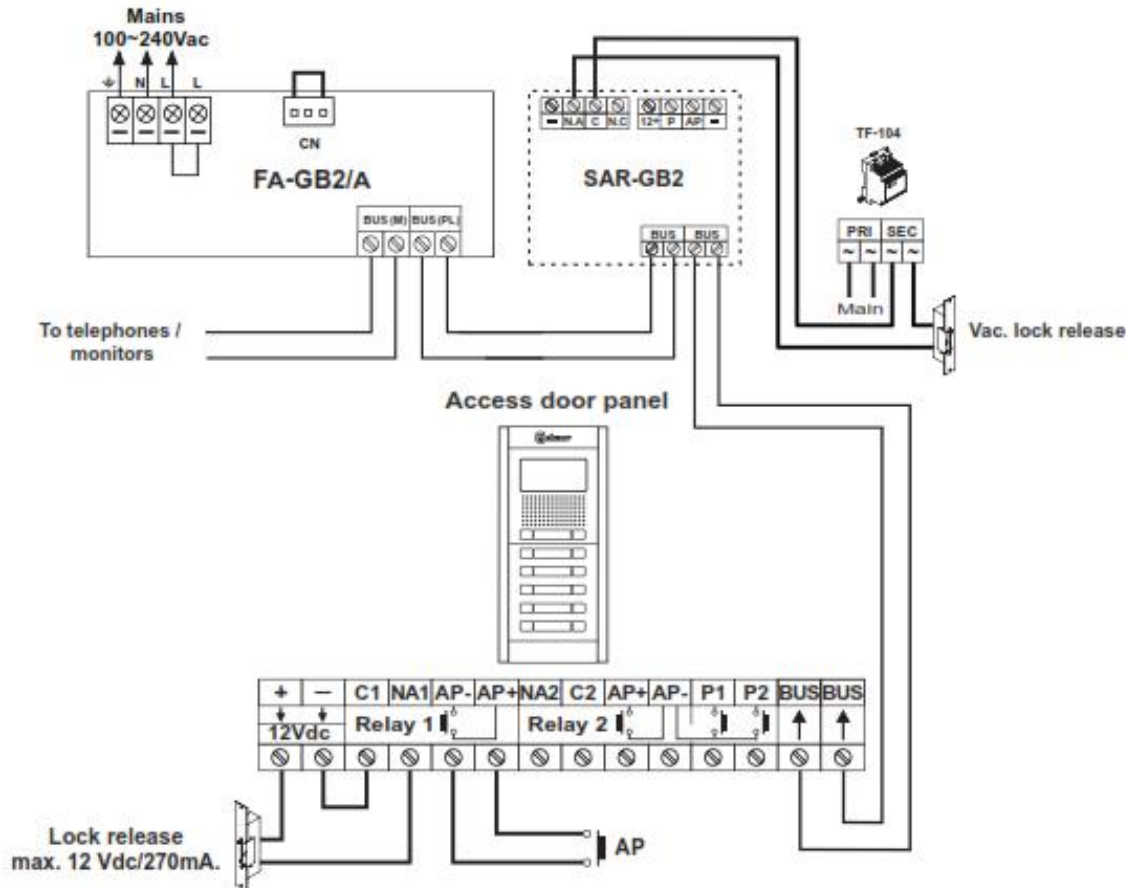 Mains
100~240Vac
N L L
CN
FA-GB2/A
BUS (M) BUS (PL)
To telephones /
monitors
– N.A C N.C 12+ P AP –
SAR-GB2
BUS BUS
TF-104
PRI SEC
~ ~ ~ ~
Main
Vac. lock release
Access door panel
+ – C1 NA1 AP- AP+ NA2 C2 AP+ AP- P1 P2 BUS BUS
12Vdc Relay 1 Relay 2
Lock release
max. 12 Vdc/270mA.
AP